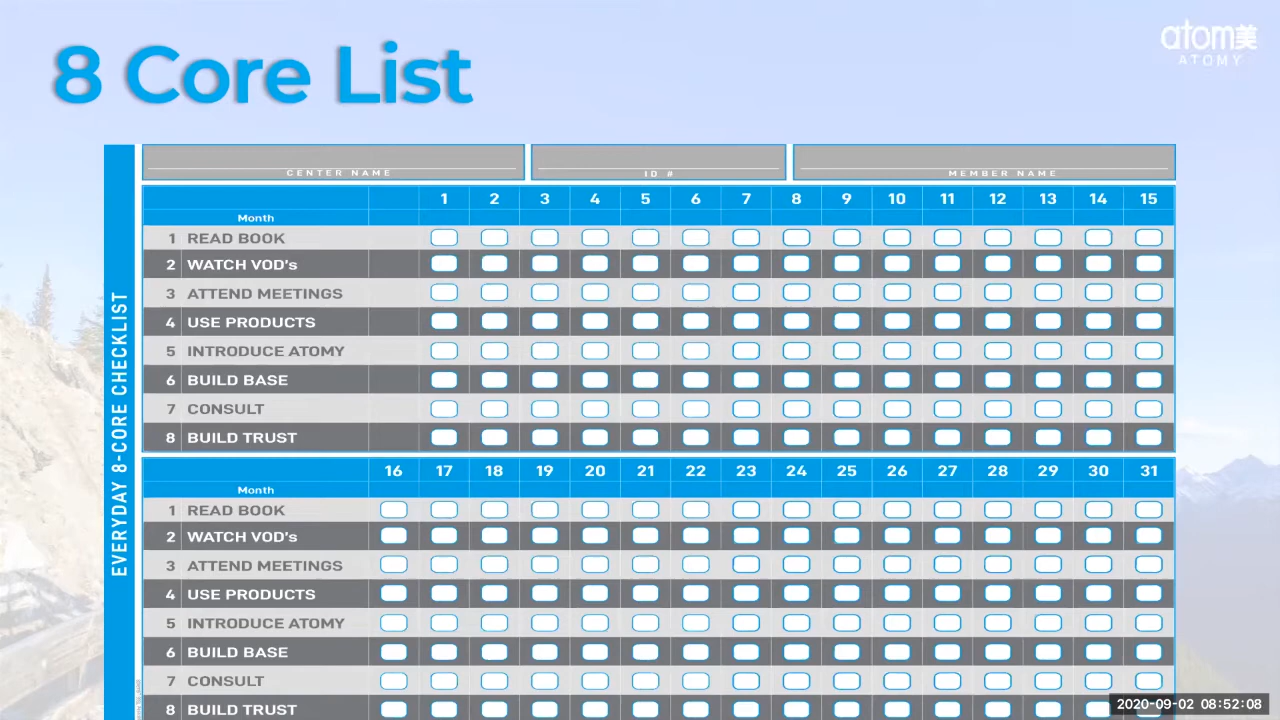 8 Core List
atom美
ATOMY
EVERYDAY 8-CORE CHECKLIST
CENTER NAME ID # MEMBER NAME
1 2 3 4 5 6 7 8 9 10 11 12 13 14 15
Month
1 READ BOOK
2 WATCH VOD's
3 ATTEND MEETINGS
4 USE PRODUCTS
5 INTRODUCE ATOMY
6 BUILD BASE
7 CONSULT
8 BUILD TRUST
16 17 18 19 20 21 22 23 24 25 26 27 28 29 30 31
Month
1 READ BOOK
2 WATCH VOD's
3 ATTEND MEETINGS
4 USE PRODUCTS
5 INTRODUCE ATOMY
6 BUILD BASE
7 CONSULT
8 BUILD TRUST
2020-09-02 08:52:08